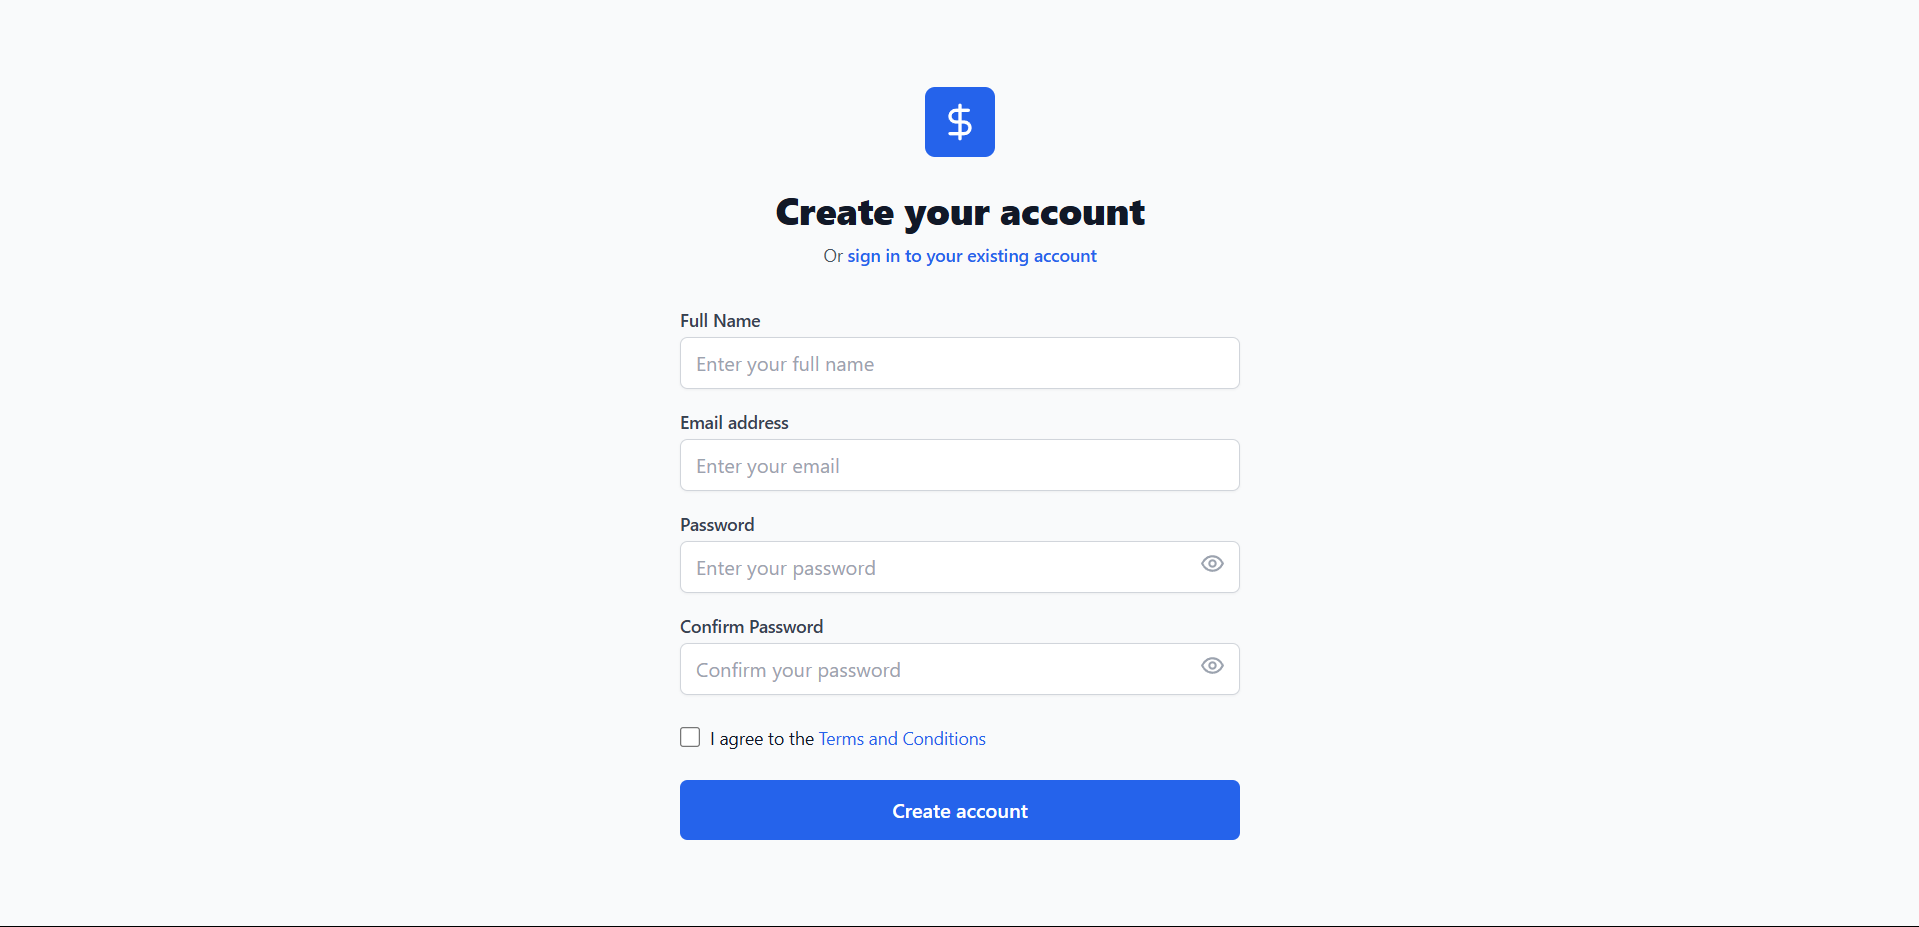 $
Create your account
Or sign in to your existing account
Full Name
Enter your full name
Email address
Enter your email
Password
Enter your password
Confirm Password
Confirm your password
I agree to the Terms and Conditions
Create account